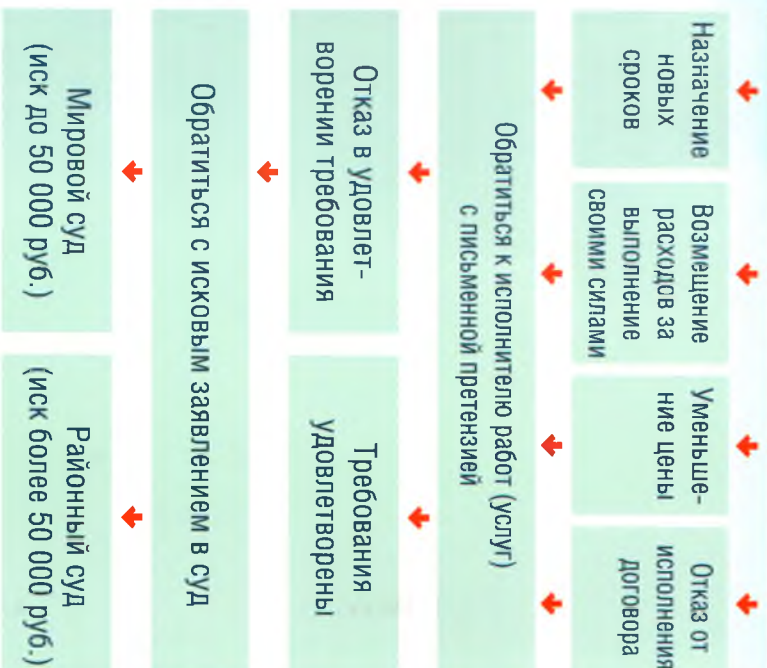 Назначение
новых
сроков
Возмещение
расходов за
выполнение
своими силами
Уменьше-
ние цены
Отказ от
исполнения
договора
Обратиться к исполнителю работ (услуг)
с письменной претензией
Отказ в удовлет-
ворении требования
Требования
удовлетворены
Обратиться с исковым заявлением в суд
Мировой суд
(иск до 50 000 руб.)
Районный суд
(иск более 50 000 руб.)